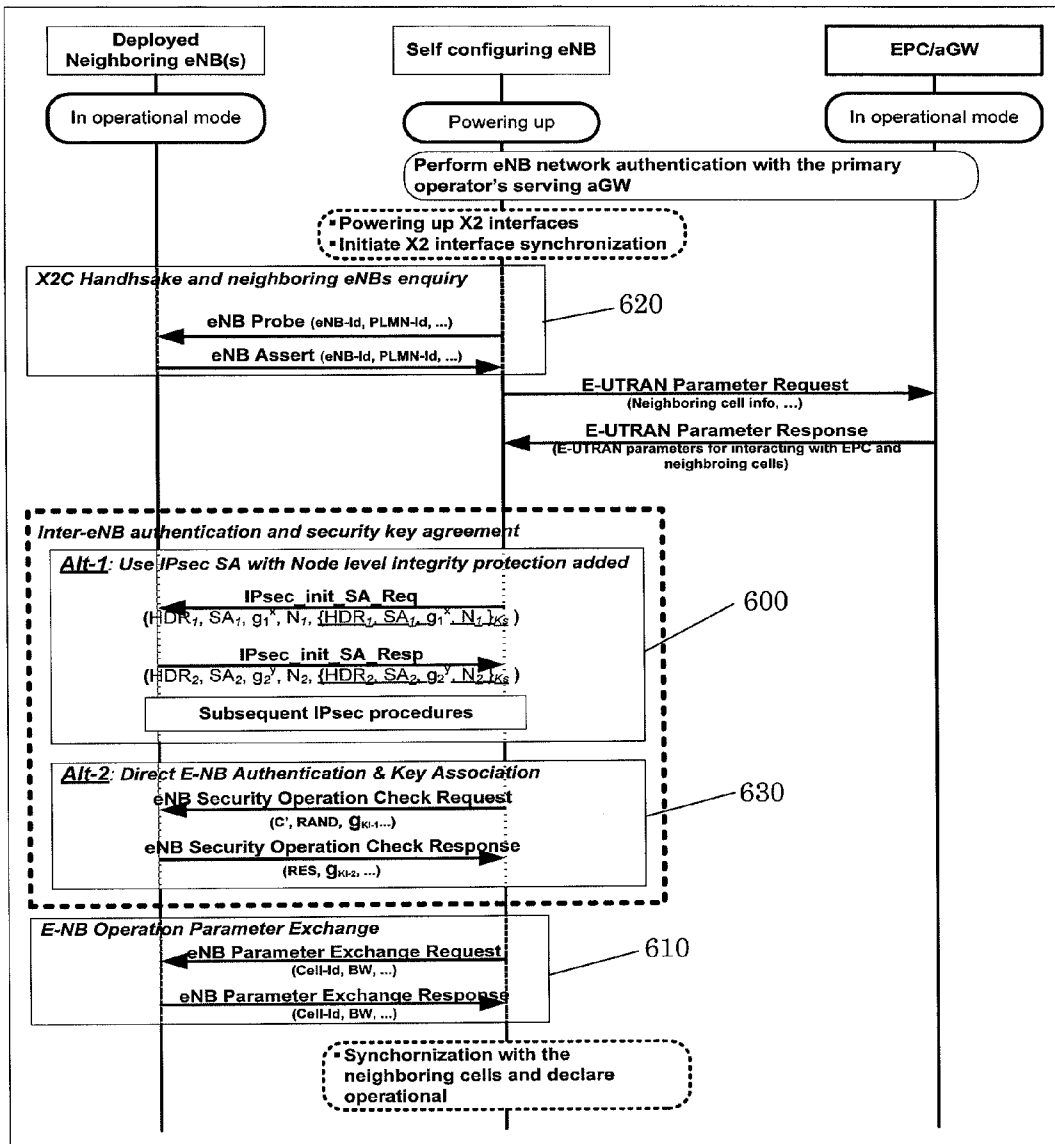 Deployed
Neighboring eNB(s)
Self configuring eNB
EPC/aGW
In operational mode
Powering up
In operational mode
Perform eNB network authentication with the primary
operator's serving aGW
▪ Powering up X2 interfaces
▪ Initiate X2 interface synchronization
X2C Handhsake and neighboring eNBs enquiry
620
eNB Probe (eNB-Id, PLMN-Id, ...)
eNB Assert (eNB-Id, PLMN-Id, ...)
E-UTRAN Parameter Request
(Neighboring cell info, ...)
E-UTRAN Parameter Response
(E-UTRAN parameters for interacting with EPC and
neighbroing cells)
Inter-eNB authentication and security key agreement
Alt-1: Use IPsec SA with Node level integrity protection added
IPsec_init_SA_Req
(HDR1, SA1, g1^x, N1, {HDR1, SA1, g1^x, N1}Ks )
600
IPsec_init_SA_Resp
(HDR2, SA2, g2^y, N2, {HDR2, SA2, g2^y, N2}Ks )
Subsequent IPsec procedures
Alt-2: Direct E-NB Authentication & Key Association
eNB Security Operation Check Request
(C', RAND, gKI-1...)
630
eNB Security Operation Check Response
(RES, gKI-2, ...)
E-NB Operation Parameter Exchange
eNB Parameter Exchange Request
(Cell-Id, BW, ...)
610
eNB Parameter Exchange Response
(Cell-Id, BW, ...)
▪ Synchornization with the
neighboring cells and declare
operational